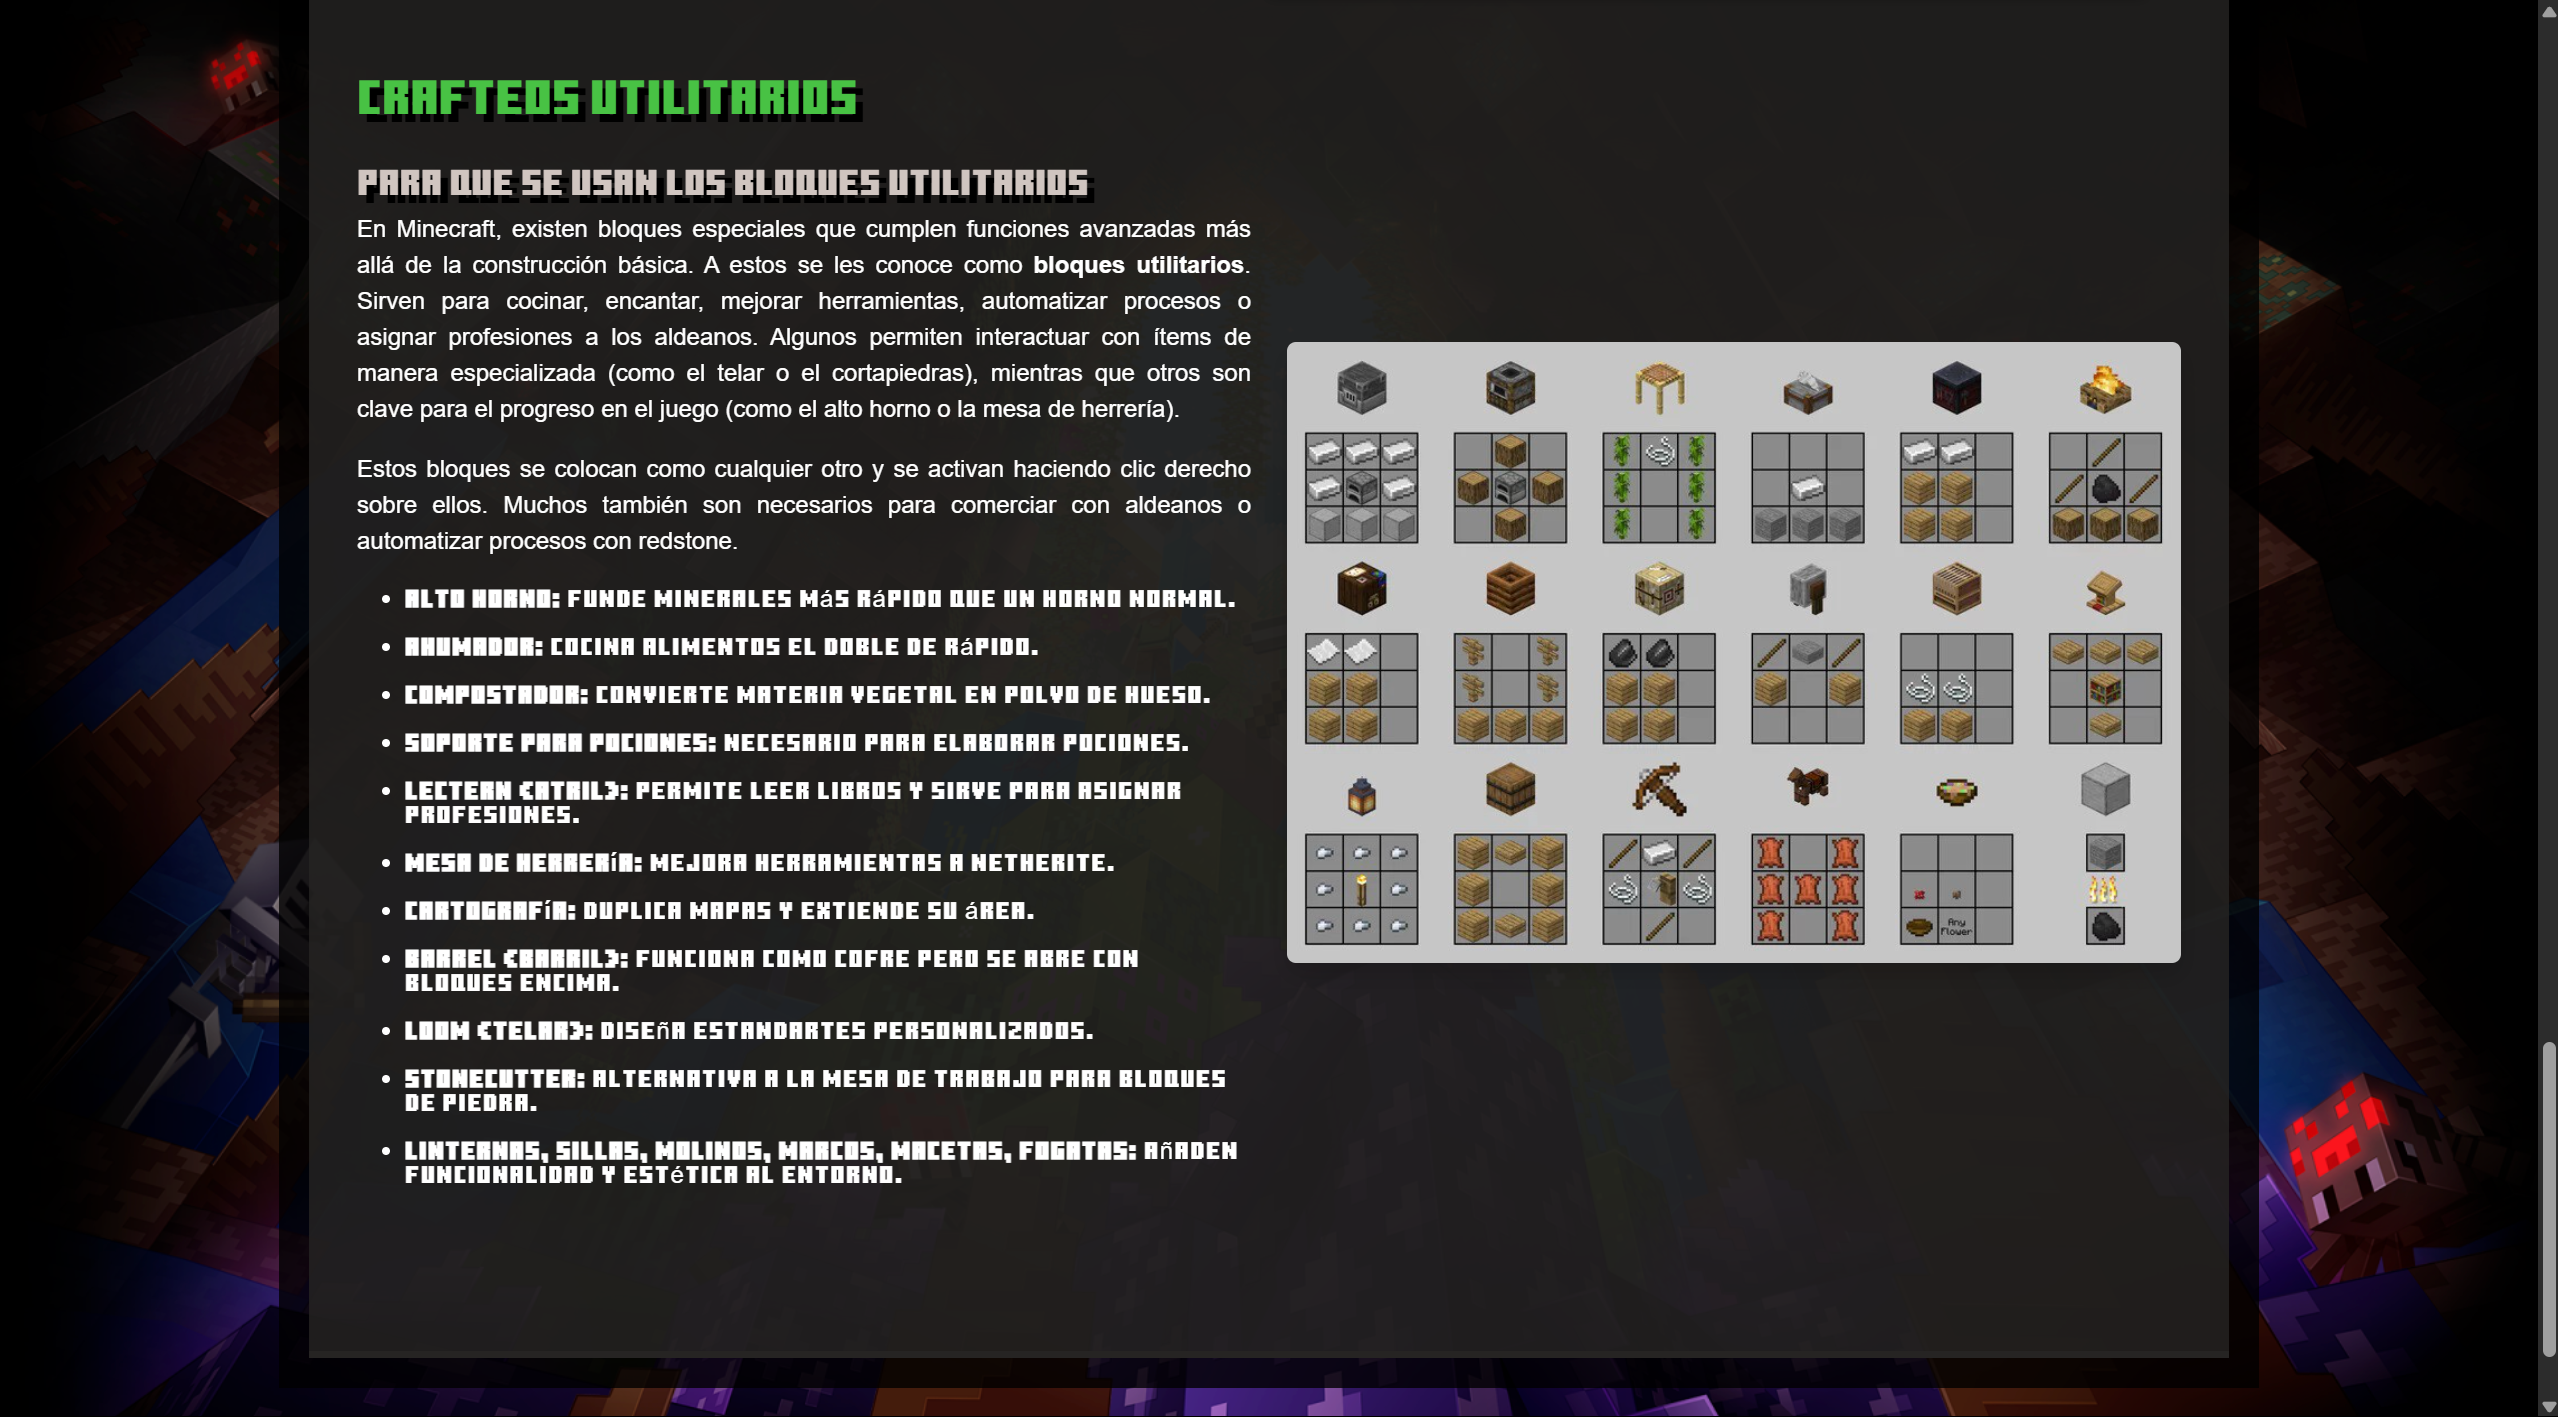 CRAFTEOS UTILITARIOS
PARA QUE SE USAN LOS BLOQUES UTILITARIOS
En Minecraft, existen bloques especiales que cumplen funciones avanzadas más
allá de la construcción básica. A estos se les conoce como bloques utilitarios.
Sirven para cocinar, encantar, mejorar herramientas, automatizar procesos o
asignar profesiones a los aldeanos. Algunos permiten interactuar con ítems de
manera especializada (como el telar o el cortapiedras), mientras que otros son
clave para el progreso en el juego (como el alto horno o la mesa de herrería).
Estos bloques se colocan como cualquier otro y se activan haciendo clic derecho
sobre ellos. Muchos también son necesarios para comerciar con aldeanos o
automatizar procesos con redstone.
• ALTO HORNO: FUNDE MINERALES MáS RáPIDO QUE UN HORNO NORMAL.
• AHUMADOR: COCINA ALIMENTOS EL DOBLE DE RáPIDO.
• COMPOSTADOR: CONVIERTE MATERIA VEGETAL EN POLVO DE HUESO.
• SOPORTE PARA POCIONES: NECESARIO PARA ELABORAR POCIONES.
• LECTERN (ATRIL): PERMITE LEER LIBROS Y SIRVE PARA ASIGNAR
PROFESIONES.
• MESA DE HERRERíA: MEJORA HERRAMIENTAS A NETHERITE.
• CARTOGRAFíA: DUPLICA MAPAS Y EXTIENDE SU áREA.
• BARREL (BARRIL): FUNCIONA COMO COFRE PERO SE ABRE CON
BLOQUES ENCIMA.
• LOOM (TELAR): DISEñA ESTANDARTES PERSONALIZADOS.
• STONECUTTER: ALTERNATIVA A LA MESA DE TRABAJO PARA BLOQUES
DE PIEDRA.
• LINTERNAS, SILLAS, MOLINOS, MARCOS, MACETAS, FOGATAS: AñADEN
FUNCIONALIDAD Y ESTéTICA AL ENTORNO.
Any
Flower